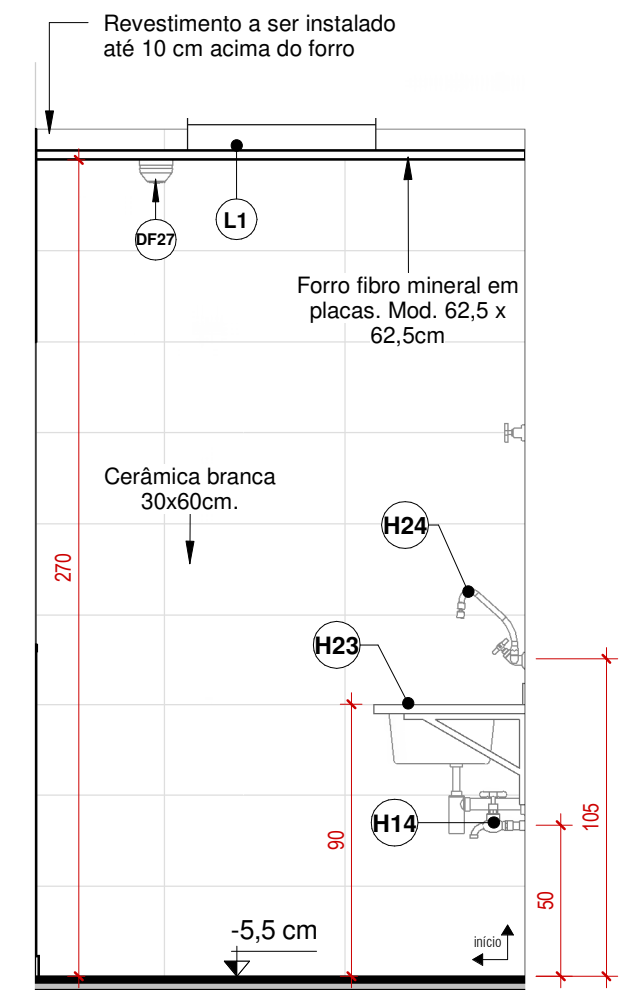 Revestimento a ser instalado
até 10 cm acima do forro
L1
DF27
Forro fibro mineral em
placas. Mod. 62,5 x
62,5cm
Cerâmica branca
30x60cm.
H24
270
H23
H14
105
90
50
-5,5 cm
início